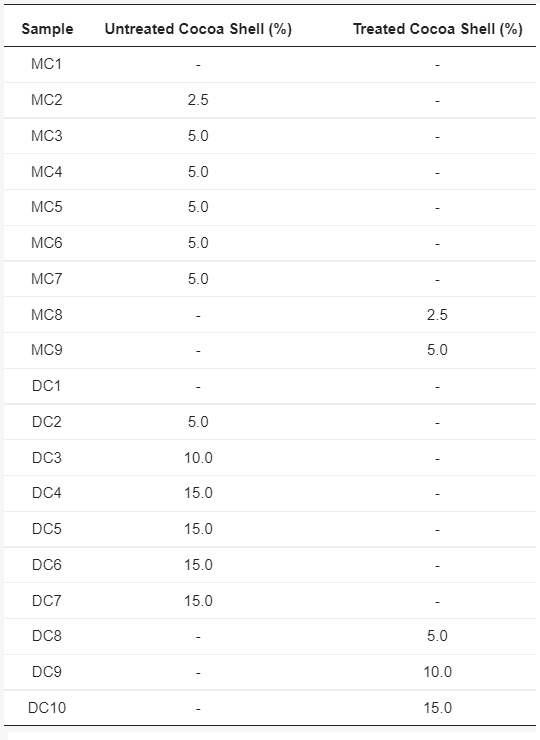 Sample Untreated Cocoa Shell (%) Treated Cocoa Shell (%)
MC1 - -
MC2 2.5 -
MC3 5.0 -
MC4 5.0 -
MC5 5.0 -
MC6 5.0 -
MC7 5.0 -
MC8 - 2.5
MC9 - 5.0
DC1 - -
DC2 5.0 -
DC3 10.0 -
DC4 15.0 -
DC5 15.0 -
DC6 15.0 -
DC7 15.0 -
DC8 - 5.0
DC9 - 10.0
DC10 - 15.0